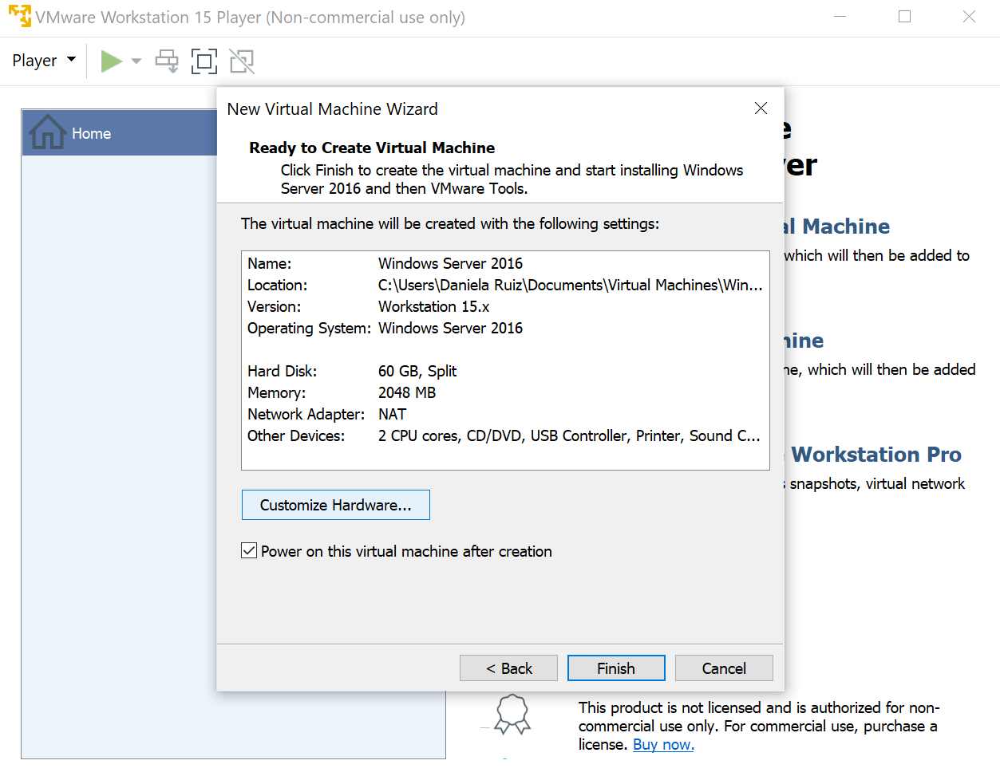 VMware Workstation 15 Player (Non-commercial use only)
Player
Home
New Virtual Machine Wizard
Ready to Create Virtual Machine
Click Finish to create the virtual machine and start installing Windows
Server 2016 and then VMware Tools.
The virtual machine will be created with the following settings:
Name: Windows Server 2016
Location: C:\Users\Daniela Ruiz\Documents\Virtual Machines\Win...
Version: Workstation 15.x
Operating System: Windows Server 2016
Hard Disk: 60 GB, Split
Memory: 2048 MB
Network Adapter: NAT
Other Devices: 2 CPU cores, CD/DVD, USB Controller, Printer, Sound C...
Customize Hardware...
Power on this virtual machine after creation
< Back
Finish
Cancel
Machine
which will then be added to
which will then be added
Workstation Pro
snapshots, virtual network
This product is not licensed and is authorized for non-
commercial use only. For commercial use, purchase a
license. Buy now.